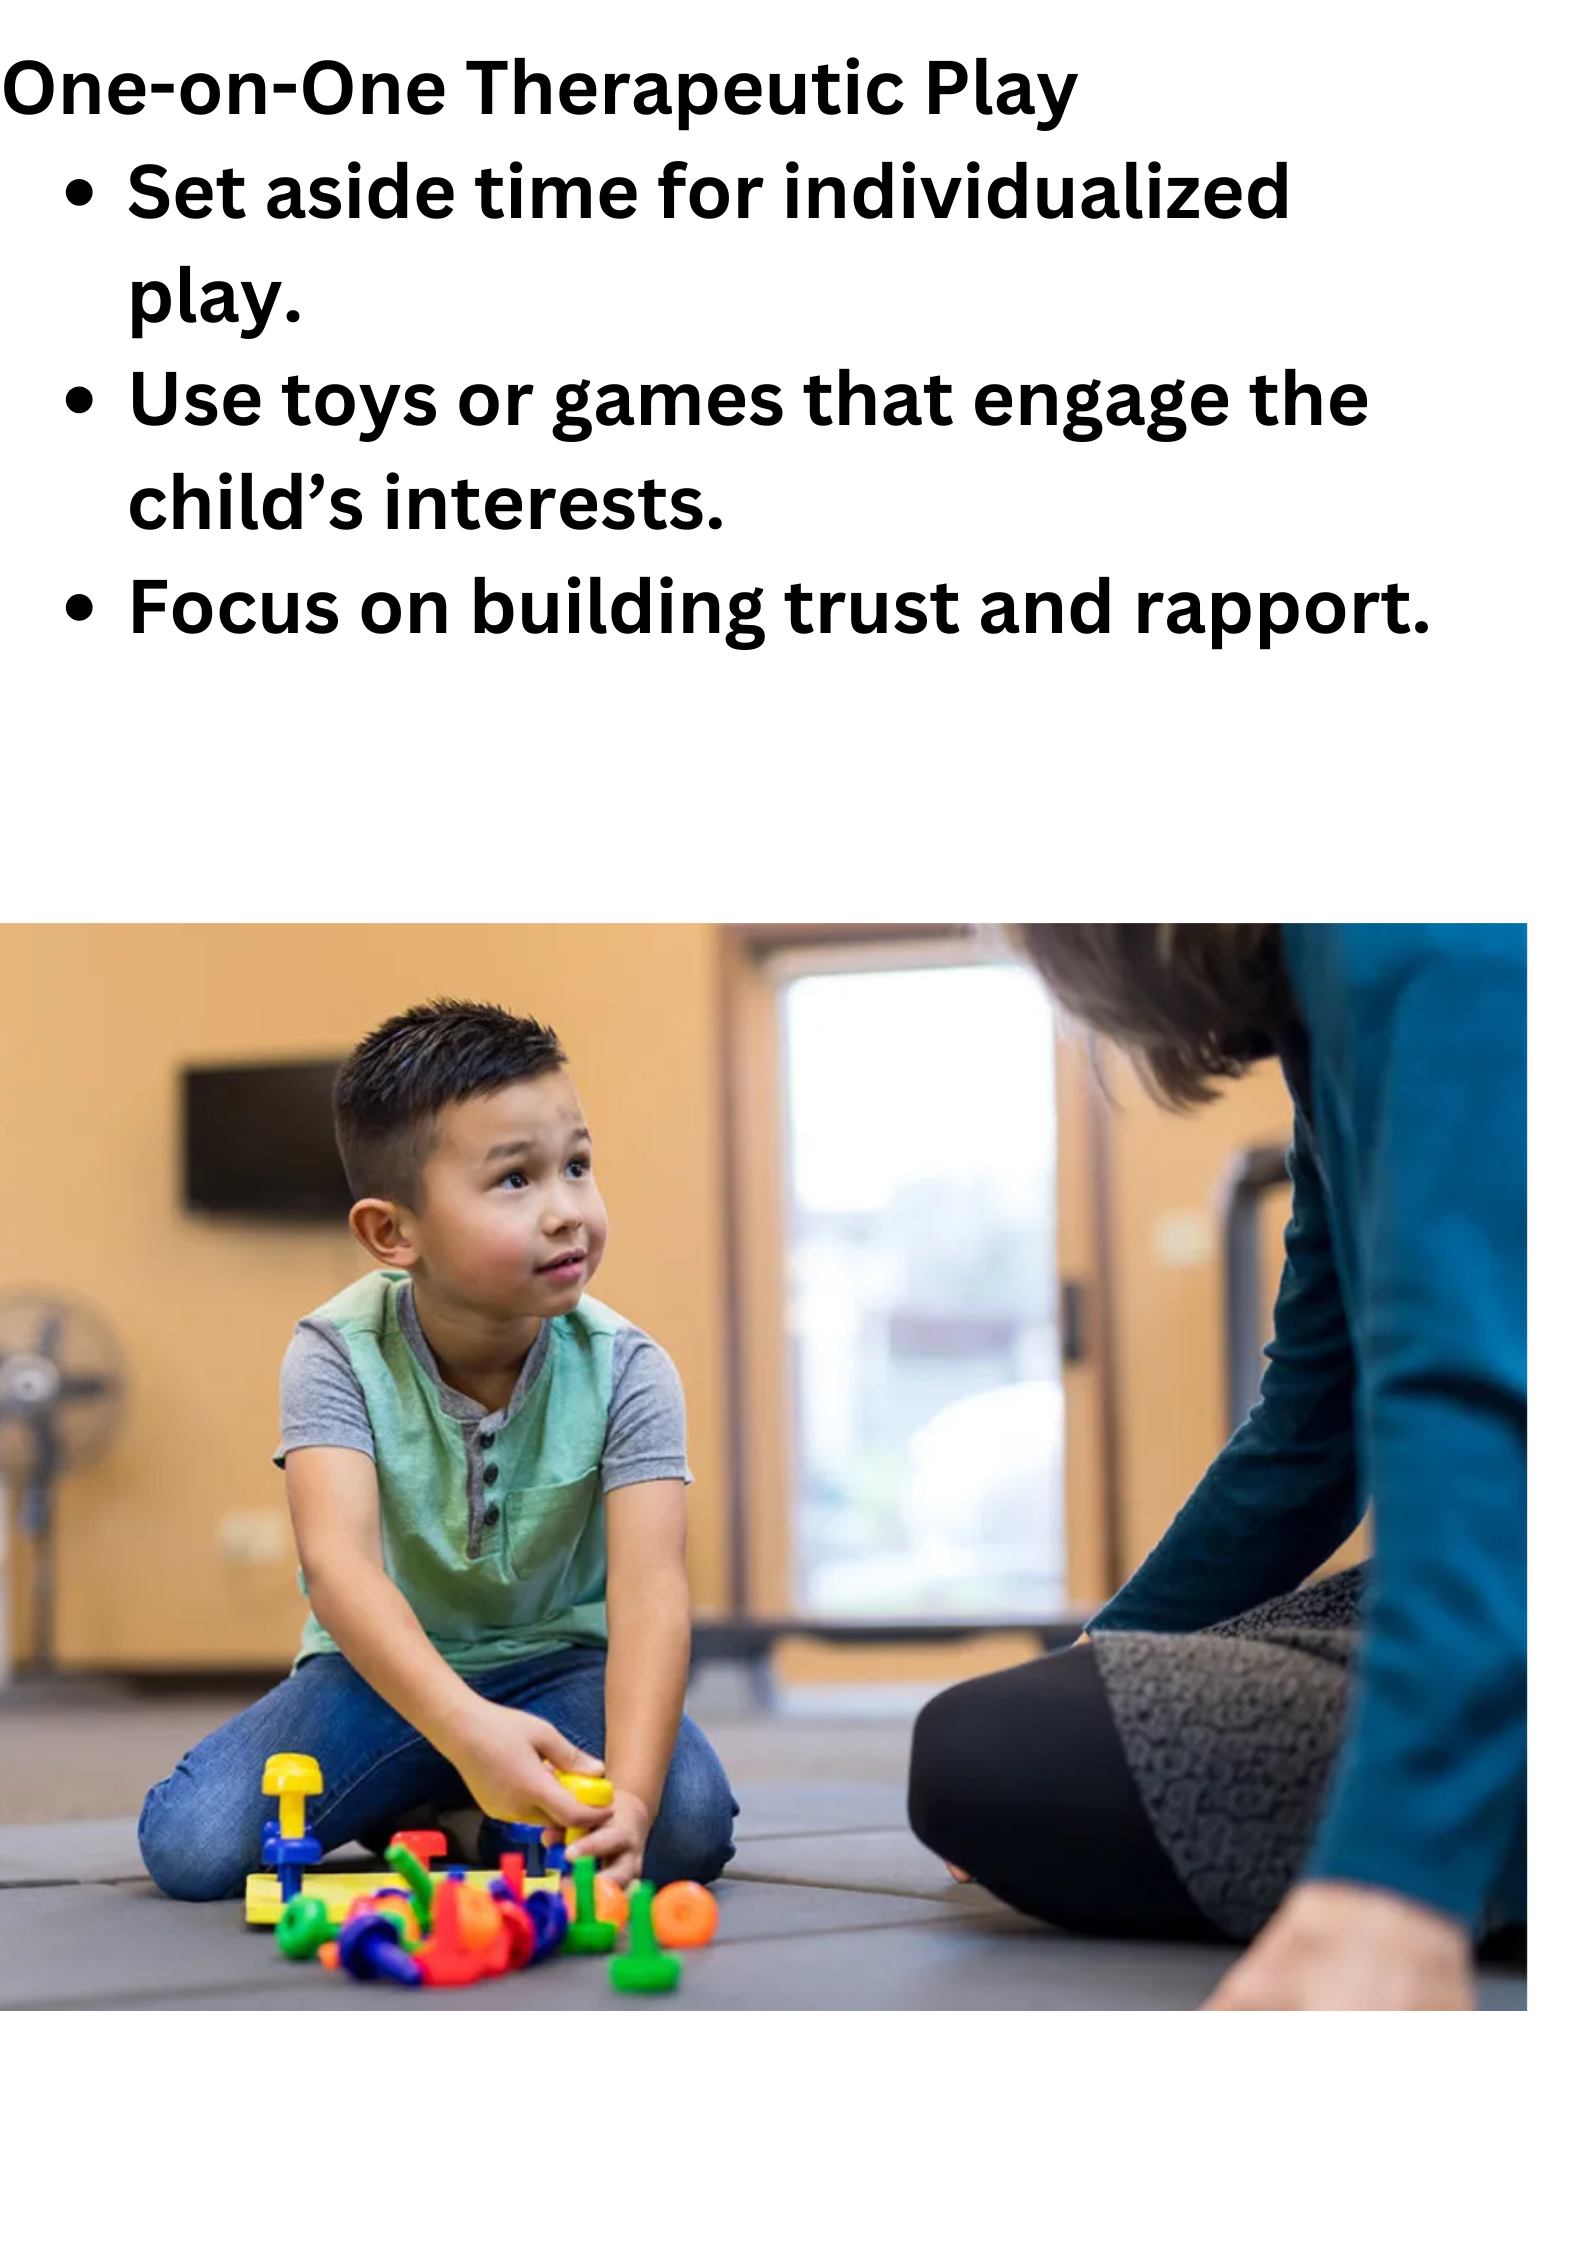 One-on-One Therapeutic Play
• Set aside time for individualized
play.
• Use toys or games that engage the
child’s interests.
• Focus on building trust and rapport.